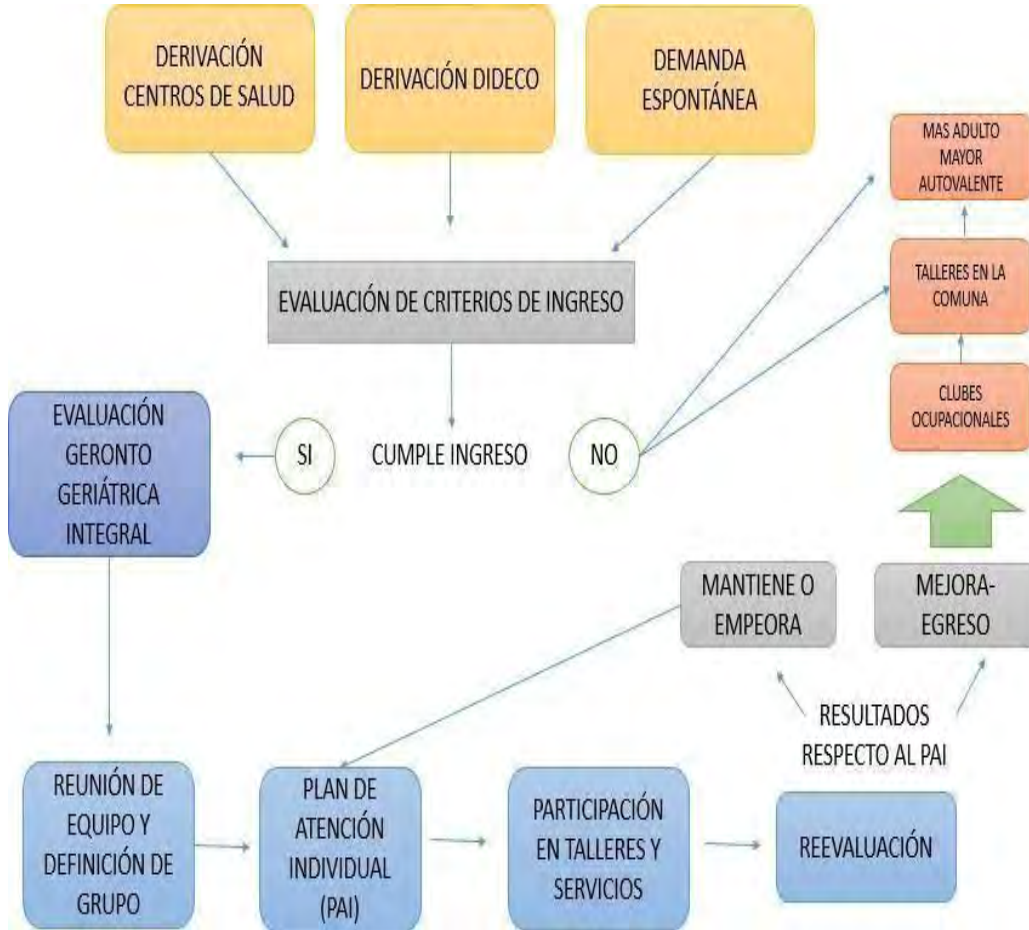 DERIVACIÓN
CENTROS DE SALUD
DERIVACIÓN DIDECO
DEMANDA
ESPONTÁNEA
MAS ADULTO
MAYOR
AUTOVALENTE
TALLERES EN LA
COMUNA
CLUBES
OCUPACIONALES
EVALUACIÓN DE CRITERIOS DE INGRESO
EVALUACIÓN
GERONTO
GERIÁTRICA
INTEGRAL
SI
CUMPLE INGRESO
NO
MANTIENE O
EMPEORA
MEJORA-
EGRESO
RESULTADOS
RESPECTO AL PAI
REUNIÓN DE
EQUIPO Y
DEFINICIÓN DE
GRUPO
PLAN DE
ATENCIÓN
INDIVIDUAL
(PAI)
PARTICIPACIÓN
EN TALLERES Y
SERVICIOS
REEVALUACIÓN